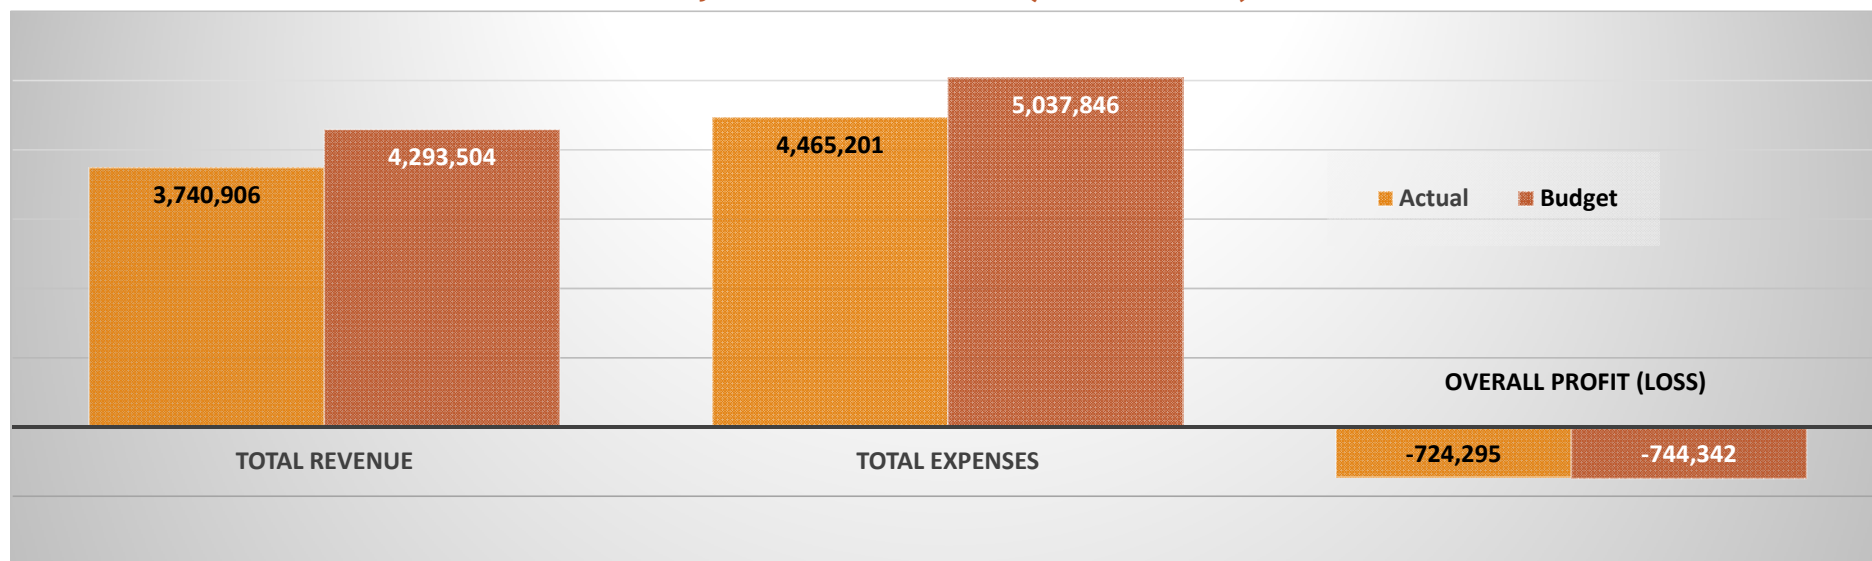 3,740,906
4,293,504
4,465,201
5,037,846
Actual
Budget
OVERALL PROFIT (LOSS)
TOTAL REVENUE
TOTAL EXPENSES
-724,295
-744,342